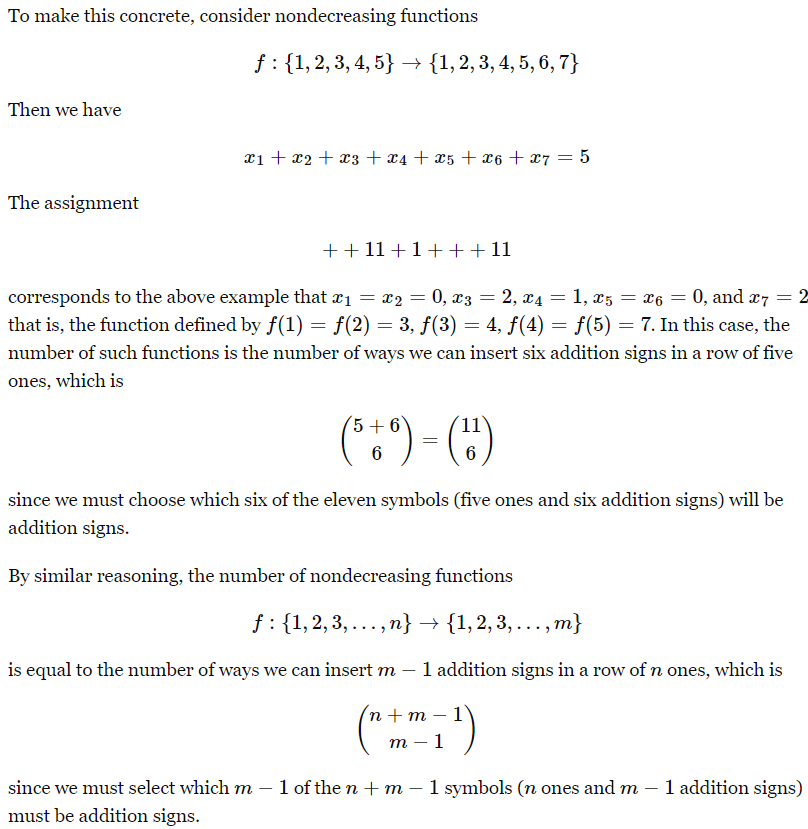 To make this concrete, consider nondecreasing functions
f : {1, 2, 3, 4, 5} → {1, 2, 3, 4, 5, 6, 7}
Then we have
x₁ + x₂ + x₃ + x₄ + x₅ + x₆ + x₇ = 5
The assignment
+ + 11 + 1 + + + 11
corresponds to the above example that x₁ = x₂ = 0, x₃ = 2, x₄ = 1, x₅ = x₆ = 0, and x₇ = 2
that is, the function defined by f(1) = f(2) = 3, f(3) = 4, f(4) = f(5) = 7. In this case, the
number of such functions is the number of ways we can insert six addition signs in a row of five
ones, which is
\binom{5 + 6}{6} = \binom{11}{6}
since we must choose which six of the eleven symbols (five ones and six addition signs) will be
addition signs.
By similar reasoning, the number of nondecreasing functions
f : {1, 2, 3, . . . , n} → {1, 2, 3, . . . , m}
is equal to the number of ways we can insert m − 1 addition signs in a row of n ones, which is
\binom{n + m − 1}{m − 1}
since we must select which m − 1 of the n + m − 1 symbols (n ones and m − 1 addition signs)
must be addition signs.